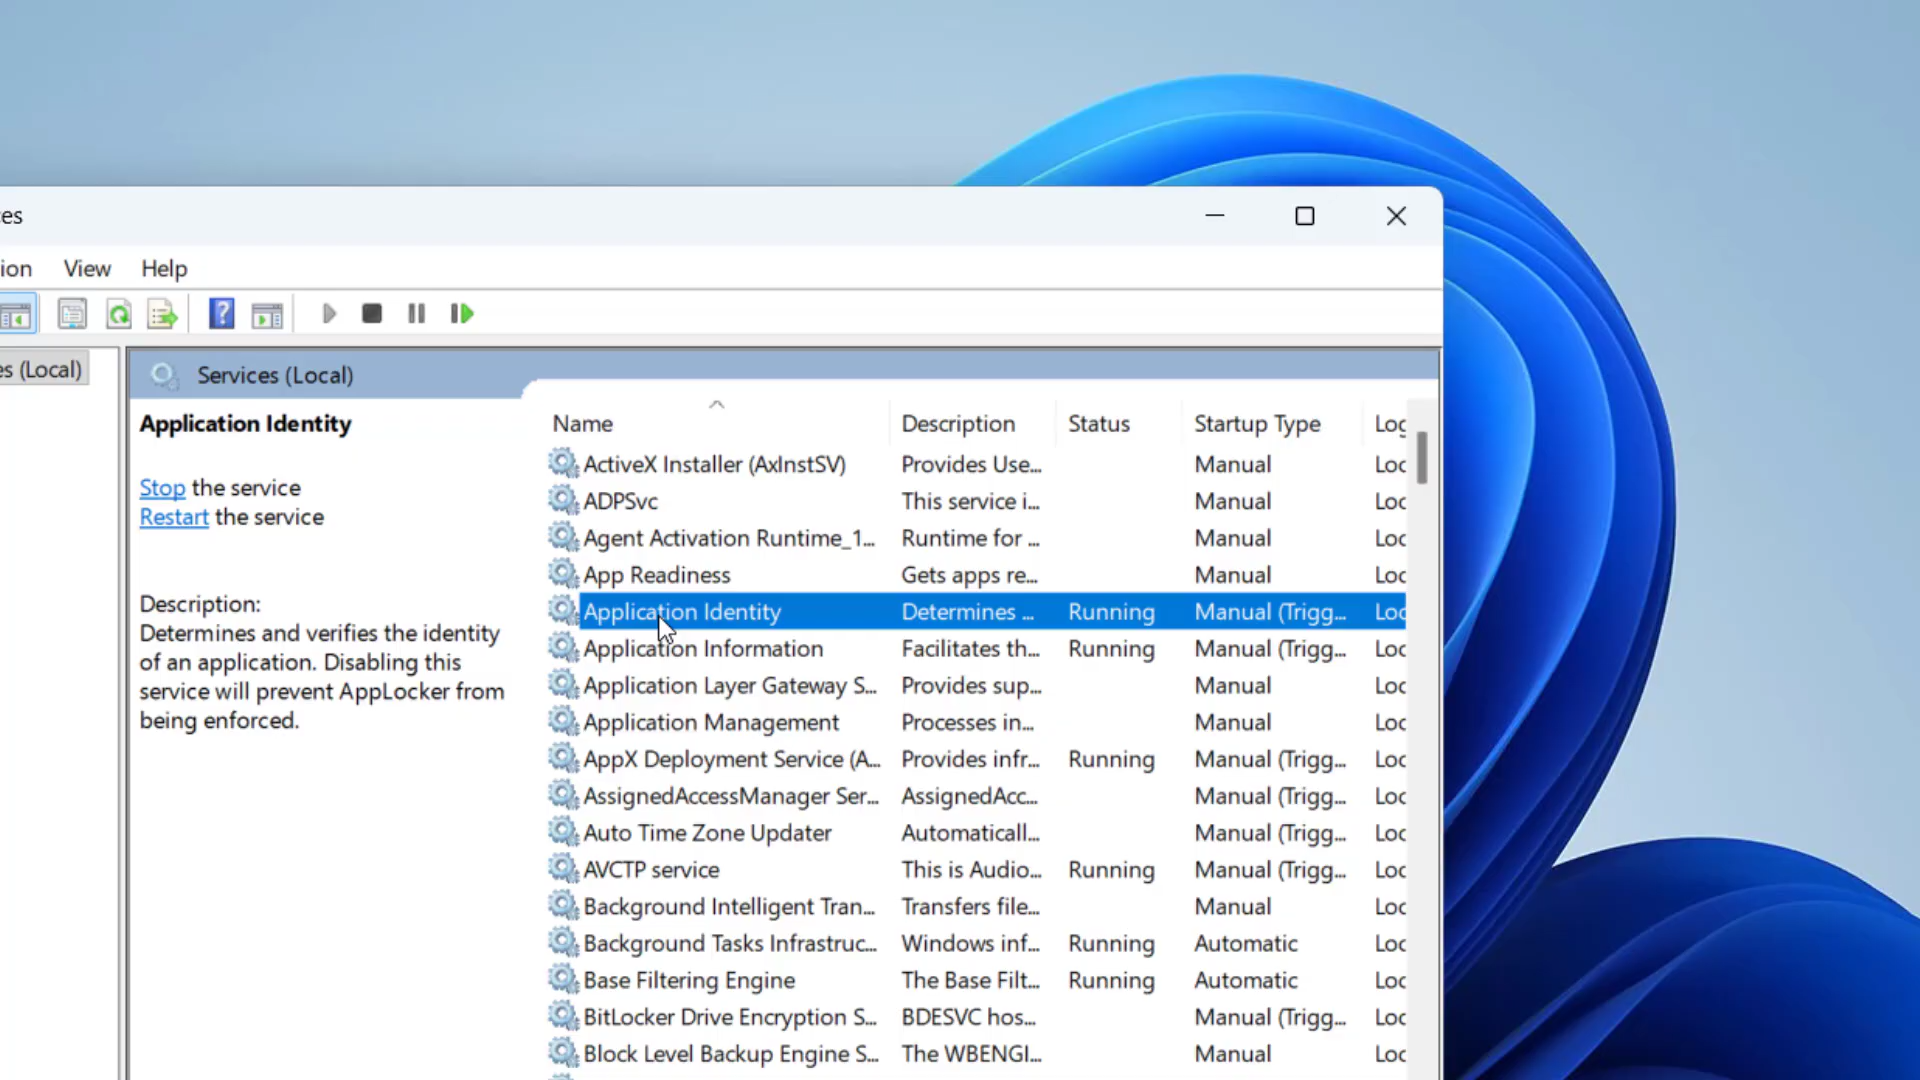 es
ion View Help
?
es (Local)
Services (Local)
Application Identity
Stop the service
Restart the service
Description:
Determines and verifies the identity
of an application. Disabling this
service will prevent AppLocker from
being enforced.
Name Description Status Startup Type Log
ActiveX Installer (AxInstSV) Provides Use... Manual Loc
ADPSvc This service i... Manual Loc
Agent Activation Runtime_1... Runtime for ... Manual Loc
App Readiness Gets apps re... Manual Loc
Application Identity Determines ... Running Manual (Trigg... Loc
Application Information Facilitates th... Running Manual (Trigg... Loc
Application Layer Gateway S... Provides sup... Manual Loc
Application Management Processes in... Manual Loc
AppX Deployment Service (A... Provides infr... Running Manual (Trigg... Loc
AssignedAccessManager Ser... AssignedAcc... Manual (Trigg... Loc
Auto Time Zone Updater Automaticall... Manual (Trigg... Loc
AVCTP service This is Audio... Running Manual (Trigg... Loc
Background Intelligent Tran... Transfers file... Manual Loc
Background Tasks Infrastruc... Windows inf... Running Automatic Loc
Base Filtering Engine The Base Filt... Running Automatic Loc
BitLocker Drive Encryption S... BDESVC hos... Manual (Trigg... Loc
Block Level Backup Engine S... The WBENGI... Manual Loc